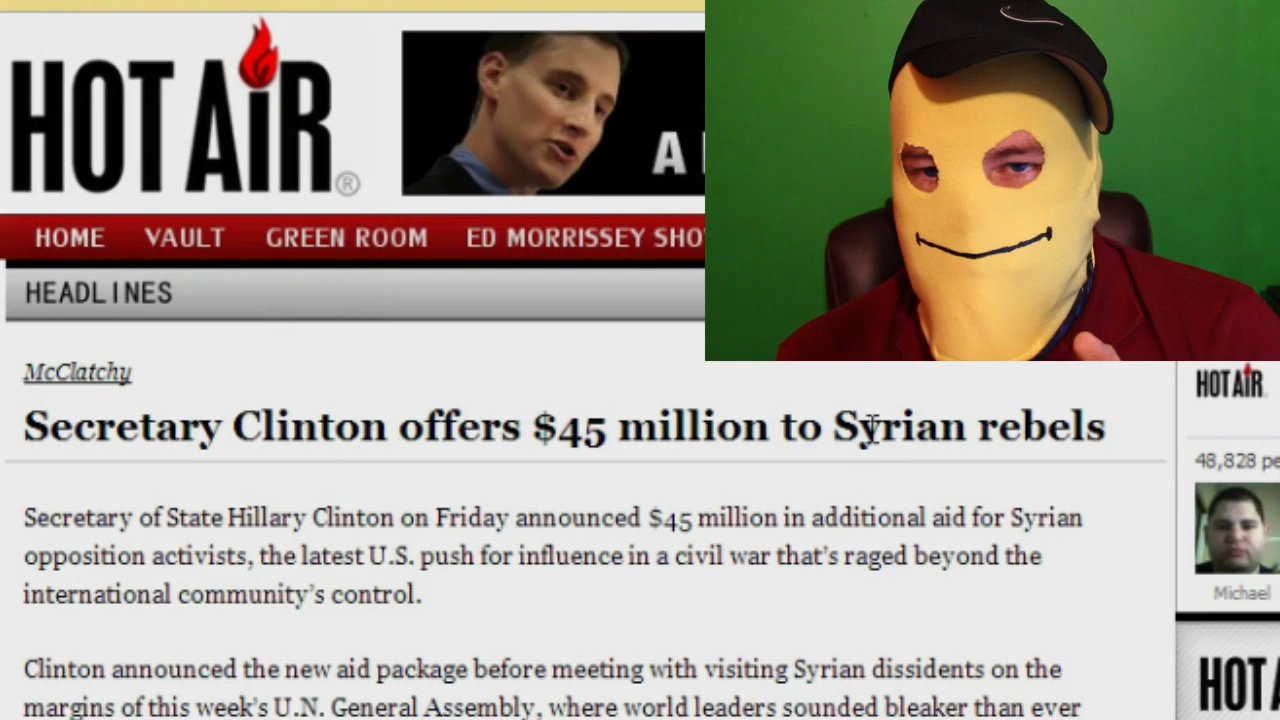 HOT AIR®
HOME VAULT GREEN ROOM ED MORRISSEY
HEADLINES
McClatchy
Secretary Clinton offers $45 million to Syrian rebels
Secretary of State Hillary Clinton on Friday announced $45 million in additional aid for Syrian
opposition activists, the latest U.S. push for influence in a civil war that's raged beyond the
international community's control.
Clinton announced the new aid package before meeting with visiting Syrian dissidents on the
margins of this week's U.N. General Assembly, where world leaders sounded bleaker than ever
HOT AIR
48,828
Michael
HOT